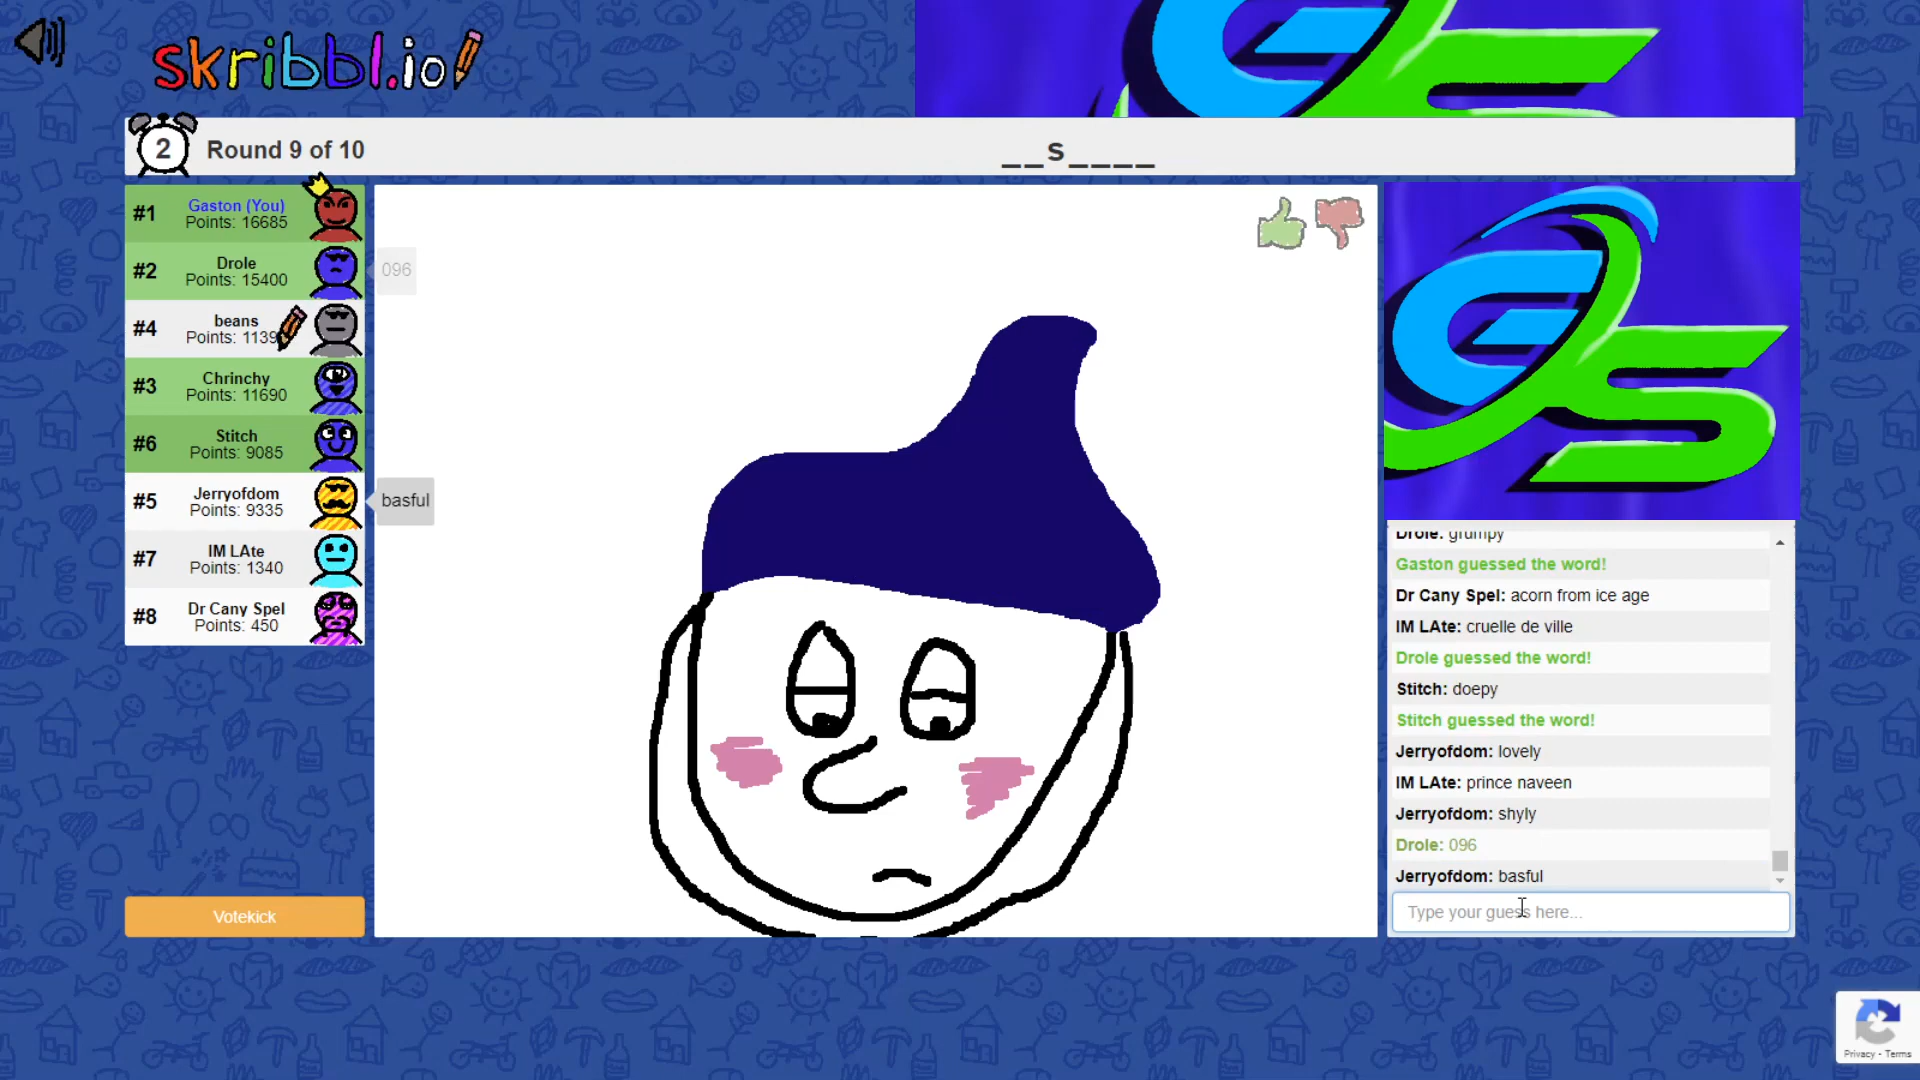 skribbl.io
2
Round 9 of 10
__s____
#1
Gaston (You)
Points: 16685
#2
Drole
Points: 15400
096
#4
beans
Points: 1139
#3
Chrinchy
Points: 11690
#6
Stitch
Points: 9085
#5
Jerryofdom
Points: 9335
basful
#7
IM LAte
Points: 1340
#8
Dr Cany Spel
Points: 450
Votekick
Drole: grumpy
Gaston guessed the word!
Dr Cany Spel: acorn from ice age
IM LAte: cruelle de ville
Drole guessed the word!
Stitch: doepy
Stitch guessed the word!
Jerryofdom: lovely
IM LAte: prince naveen
Jerryofdom: shyly
Drole: 096
Jerryofdom: basful
Type your guess here...
Privacy - Terms